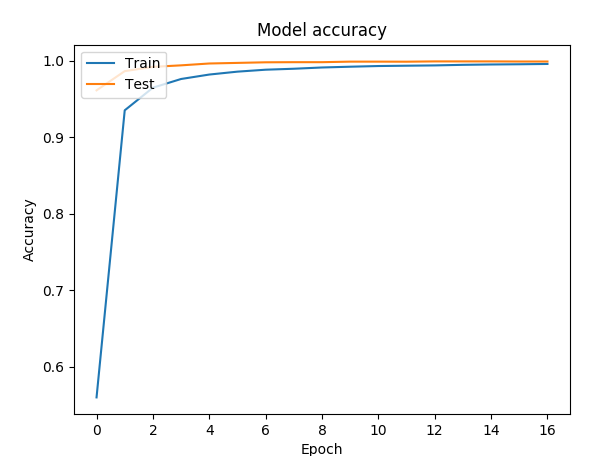 Model accuracy
Train
Test
1.0
0.9
0.8
0.7
0.6
Accuracy
0 2 4 6 8 10 12 14 16
Epoch